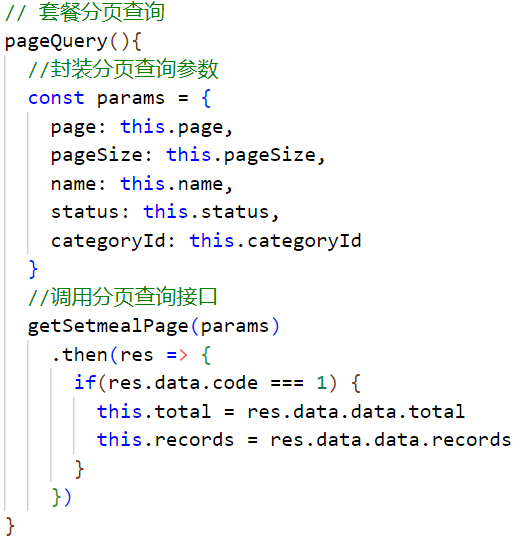 // 套餐分页查询
pageQuery(){
  //封装分页查询参数
  const params = {
    page: this.page,
    pageSize: this.pageSize,
    name: this.name,
    status: this.status,
    categoryId: this.categoryId
  }
  //调用分页查询接口
  getSetmealPage(params)
    .then(res => {
      if(res.data.code === 1) {
        this.total = res.data.data.total
        this.records = res.data.data.records
      }
    })
}